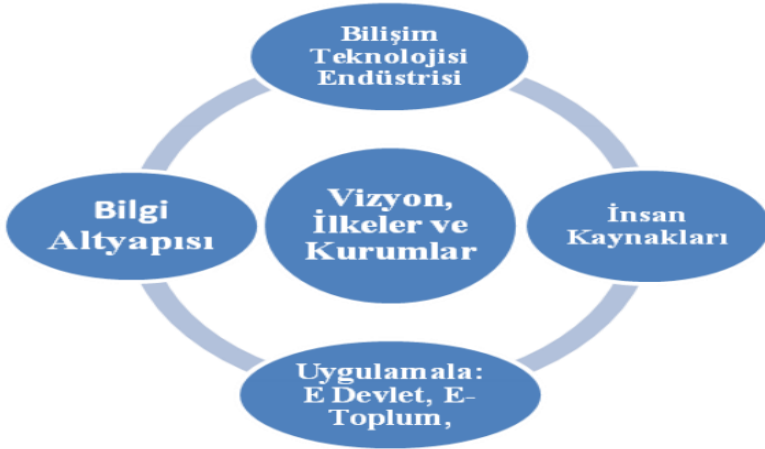 Bilişim
Teknolojisi
Endüstrisi
Bilgi
Altyapısı
Vizyon,
İlkeler ve
Kurumlar
İnsan
Kaynakları
Uygulamala:
E Devlet, E-
Toplum,